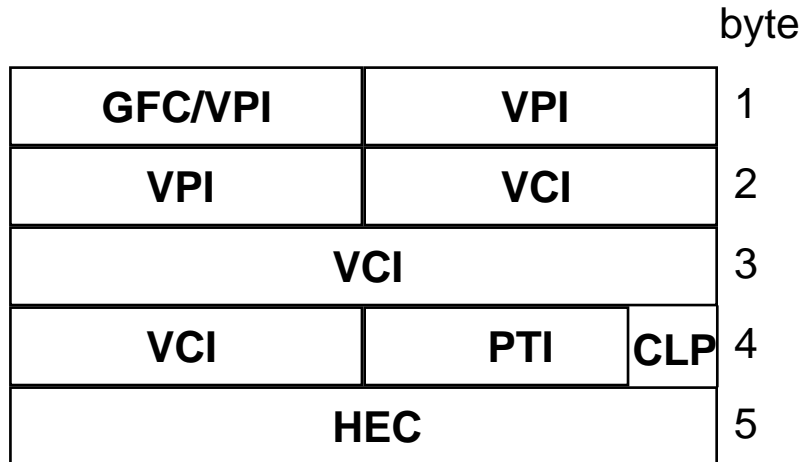 byte
GFC/VPI VPI 1
VPI VCI 2
VCI 3
VCI PTI CLP 4
HEC 5